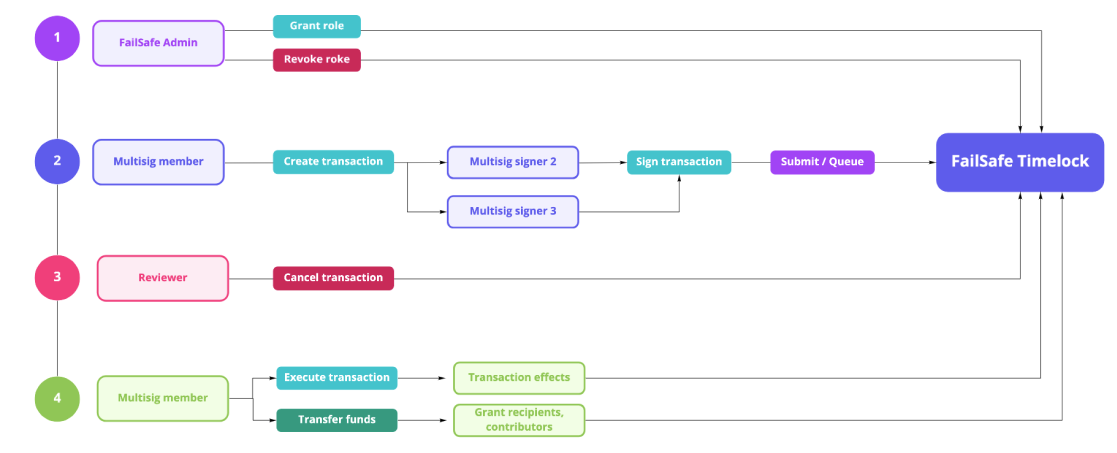 1
FailSafe Admin
Grant role
Revoke roke
2
Multisig member
Create transaction
Multisig signer 2
Sign transaction
Submit / Queue
FailSafe Timelock
Multisig signer 3
3
Reviewer
Cancel transaction
4
Multisig member
Execute transaction
Transaction effects
Transfer funds
Grant recipients,
contributors